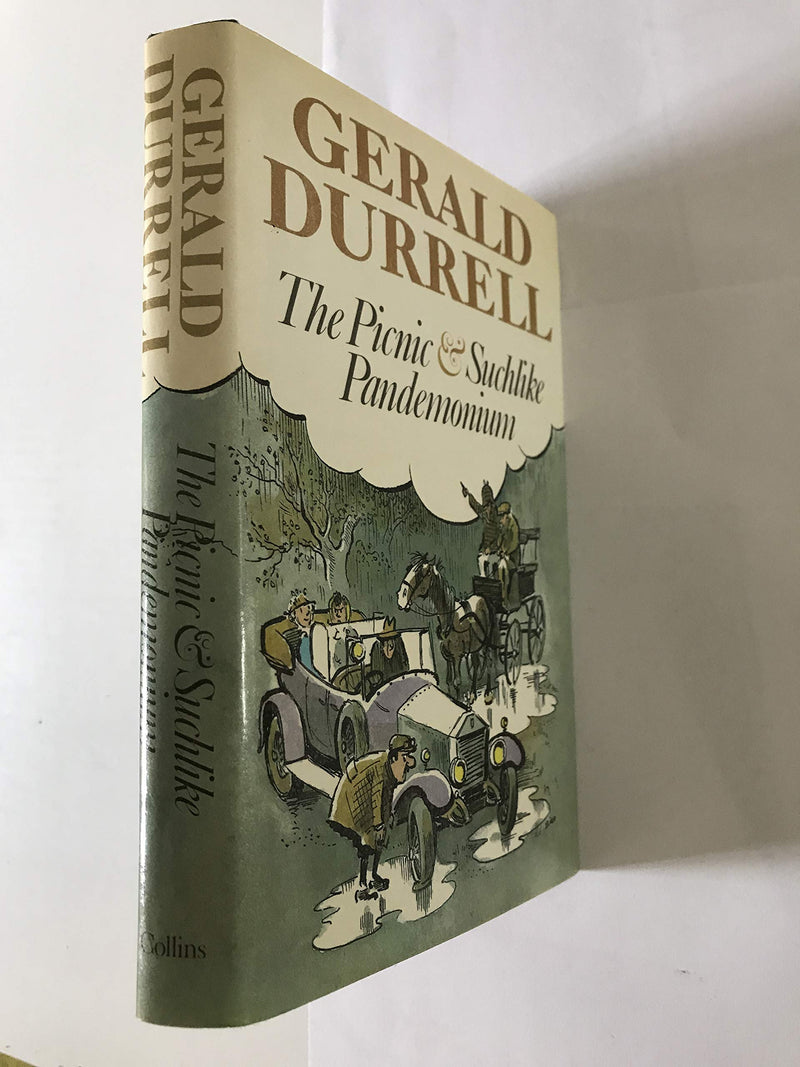 GERALD
DURRELL
The Picnic & Suchlike
Pandemonium
GERALD
DURRELL
The Picnic & Suchlike
Pandemonium
Collins